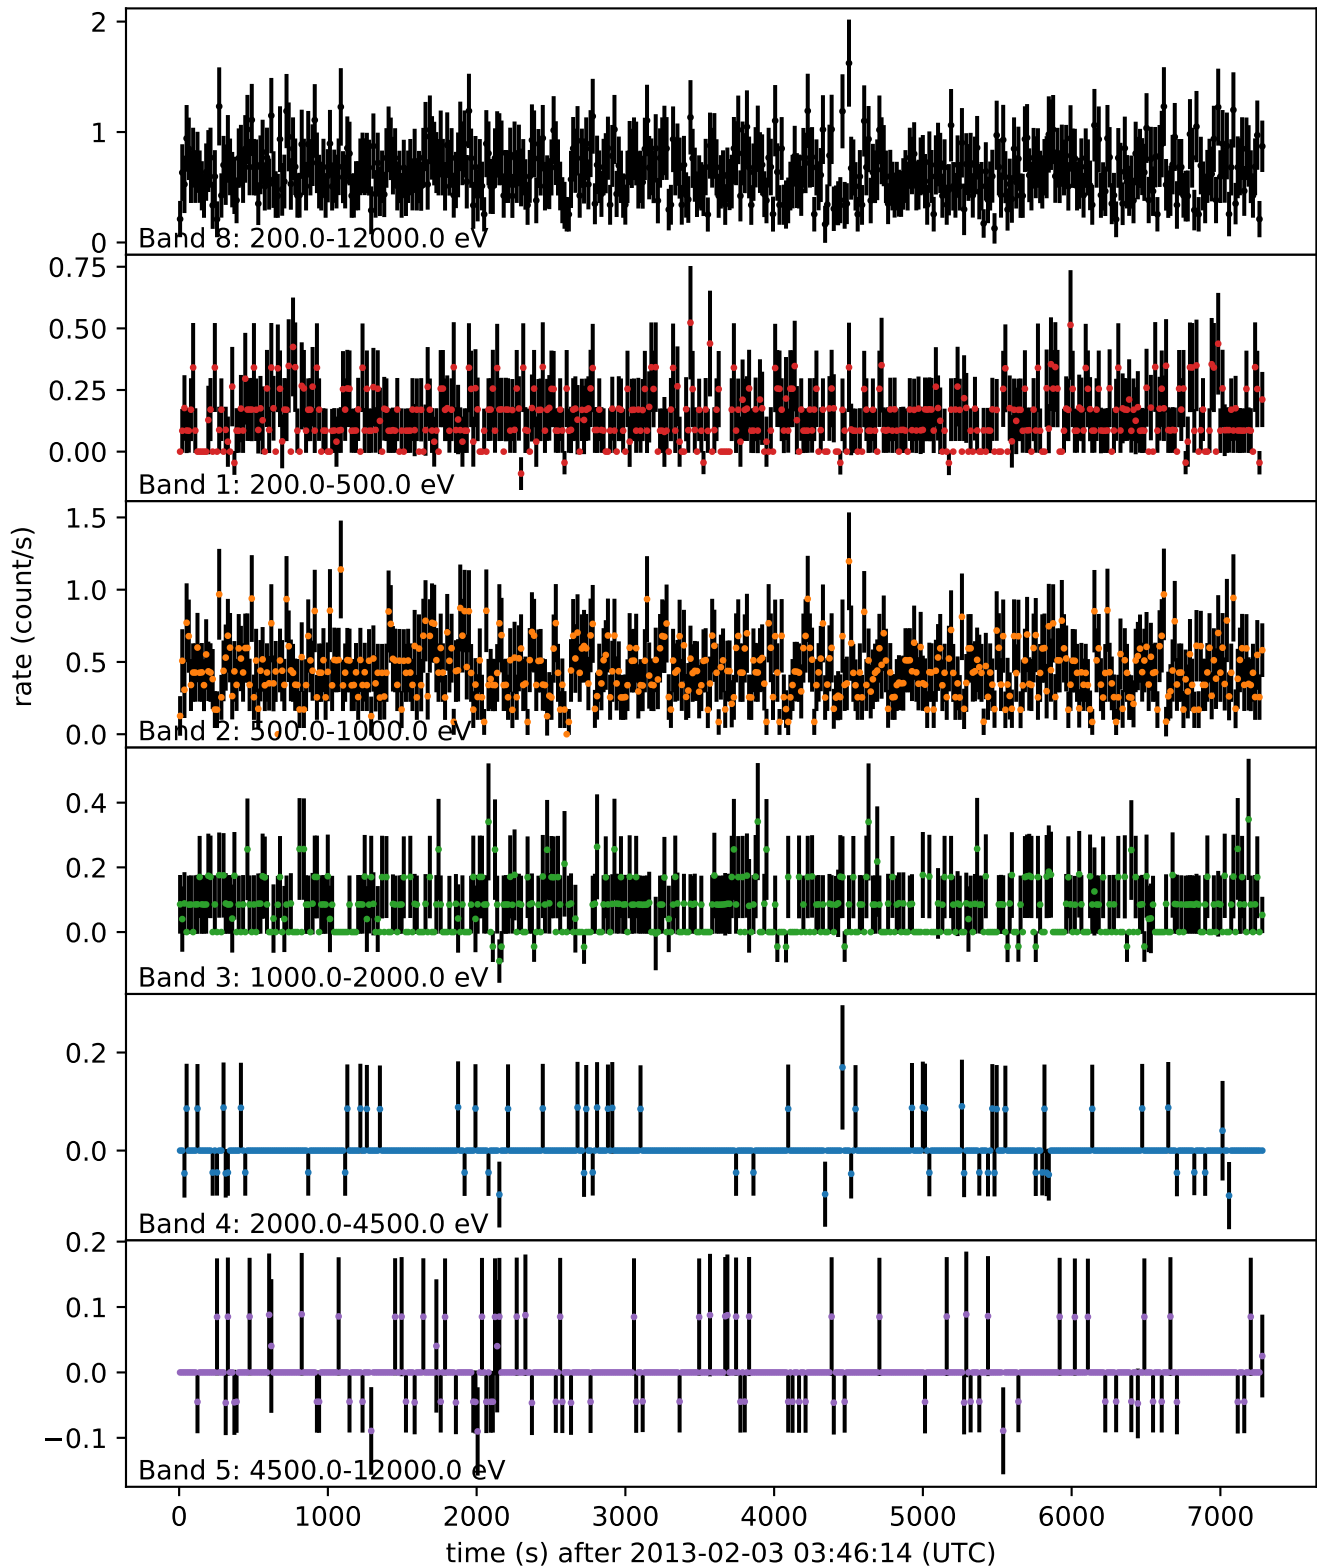 2
1
0
Band 8: 200.0-12000.0 eV
0.75
0.50
0.25
0.00
Band 1: 200.0-500.0 eV
rate (count/s)
1.5
1.0
0.5
0.0
Band 2: 500.0-1000.0 eV
0.4
0.2
0.0
Band 3: 1000.0-2000.0 eV
0.2
0.0
Band 4: 2000.0-4500.0 eV
0.2
0.1
0.0
−0.1
Band 5: 4500.0-12000.0 eV
0 1000 2000 3000 4000 5000 6000 7000
time (s) after 2013-02-03 03:46:14 (UTC)